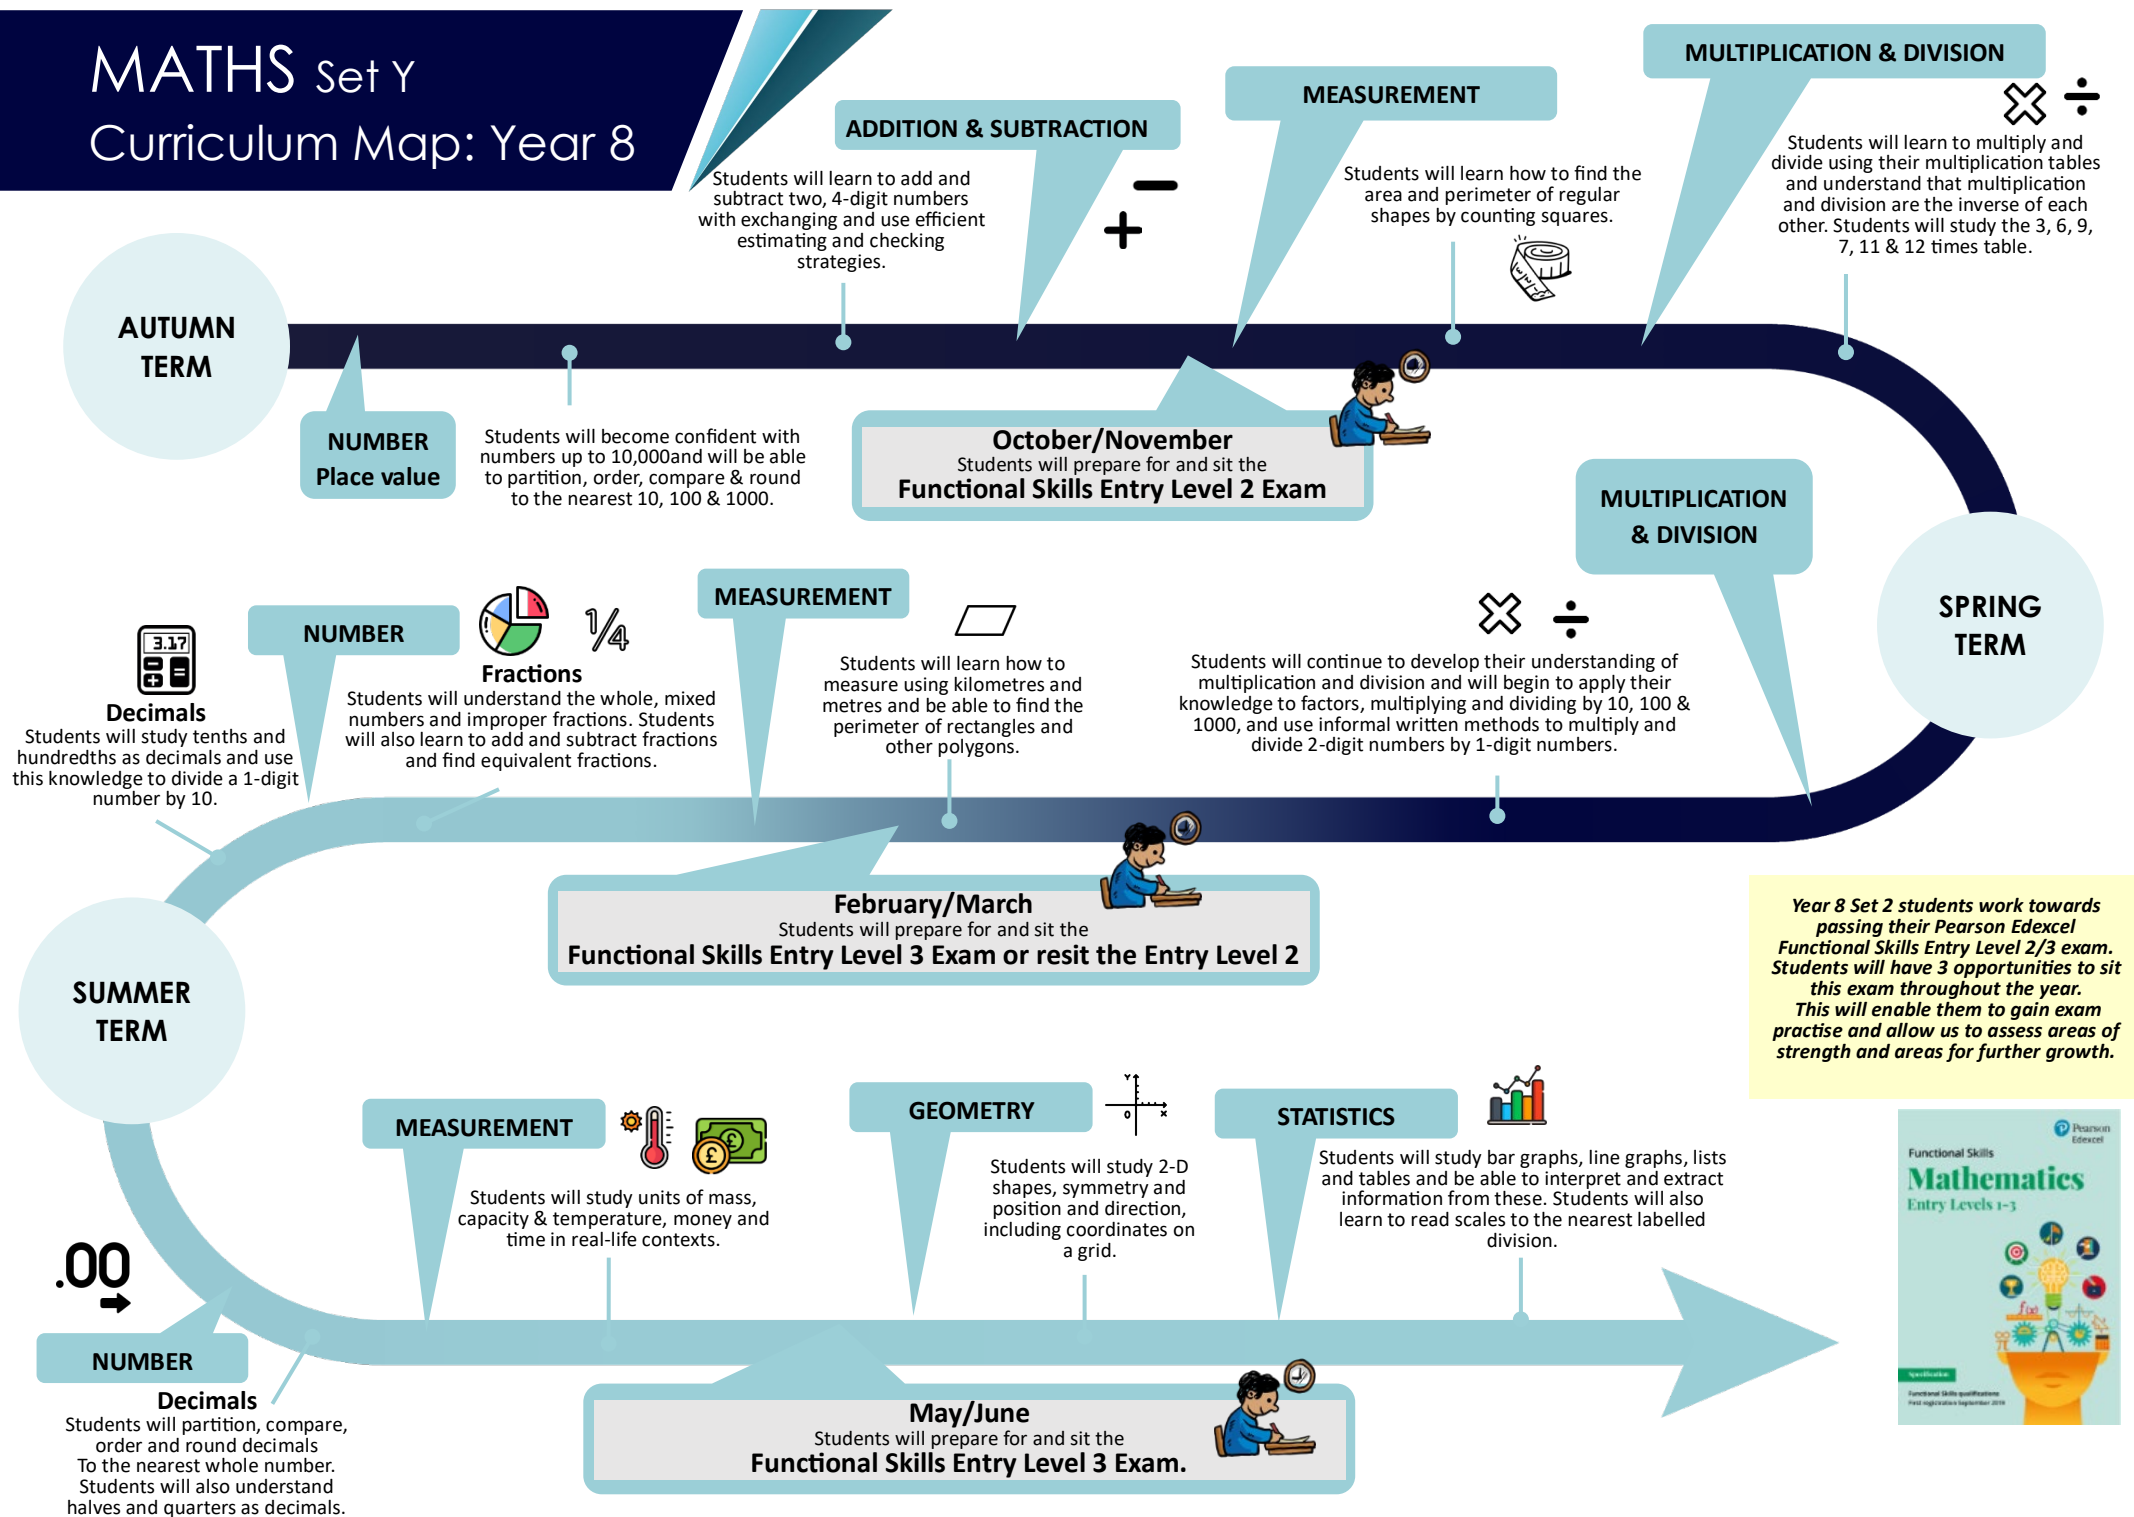 MATHS Set Y
Curriculum Map: Year 8
ADDITION & SUBTRACTION
Students will learn to add and
subtract two, 4-digit numbers
with exchanging and use efficient
estimating and checking
strategies.
MEASUREMENT
Students will learn how to find the
area and perimeter of regular
shapes by counting squares.
MULTIPLICATION & DIVISION
Students will learn to multiply and
divide using their multiplication tables
and understand that multiplication
and division are the inverse of each
other. Students will study the 3, 6, 9,
7, 11 & 12 times table.
AUTUMN
TERM
NUMBER
Place value
Students will become confident with
numbers up to 10,000and will be able
to partition, order, compare & round
to the nearest 10, 100 & 1000.
October/November
Students will prepare for and sit the
Functional Skills Entry Level 2 Exam
MULTIPLICATION
& DIVISION
SPRING
TERM
Students will continue to develop their understanding of
multiplication and division and will begin to apply their
knowledge to factors, multiplying and dividing by 10, 100 &
1000, and use informal written methods to multiply and
divide 2-digit numbers by 1-digit numbers.
MEASUREMENT
Students will learn how to
measure using kilometres and
metres and be able to find the
perimeter of rectangles and
other polygons.
NUMBER
1/4
Fractions
Students will understand the whole, mixed
numbers and improper fractions. Students
will also learn to add and subtract fractions
and find equivalent fractions.
3.17
Decimals
Students will study tenths and
hundredths as decimals and use
this knowledge to divide a 1-digit
number by 10.
February/March
Students will prepare for and sit the
Functional Skills Entry Level 3 Exam or resit the Entry Level 2
Year 8 Set 2 students work towards
passing their Pearson Edexcel
Functional Skills Entry Level 2/3 exam.
Students will have 3 opportunities to sit
this exam throughout the year.
This will enable them to gain exam
practise and allow us to assess areas of
strength and areas for further growth.
SUMMER
TERM
.00
NUMBER
Decimals
Students will partition, compare,
order and round decimals
To the nearest whole number.
Students will also understand
halves and quarters as decimals.
MEASUREMENT
Students will study units of mass,
capacity & temperature, money and
time in real-life contexts.
GEOMETRY
Y
0
X
Students will study 2-D
shapes, symmetry and
position and direction,
including coordinates on
a grid.
STATISTICS
Students will study bar graphs, line graphs, lists
and tables and be able to interpret and extract
information from these. Students will also
learn to read scales to the nearest labelled
division.
May/June
Students will prepare for and sit the
Functional Skills Entry Level 3 Exam.
Pearson
Edexcel
Functional Skills
Mathematics
Entry Levels 1-3
f(x)
Specification
Functional Skills qualifications
First registration September 2019